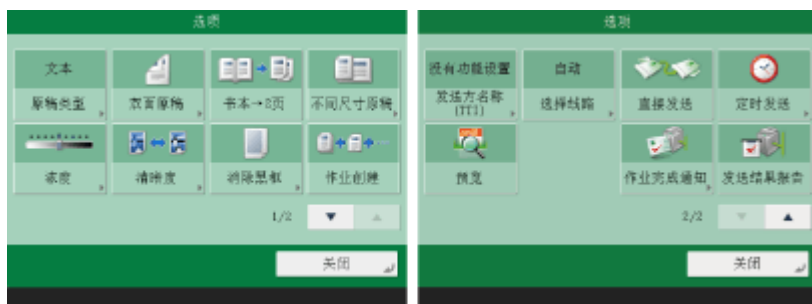 选项
文本
原稿类型
双面原稿
书本→2页
不同尺寸原稿
浓度
清晰度
消除黑框
作业创建
1/2
关闭
选项
没有功能设置
发送方名称
(TTI)
自动
选择线路
直接发送
定时发送
预览
作业完成通知
发送结果报告
2/2
关闭